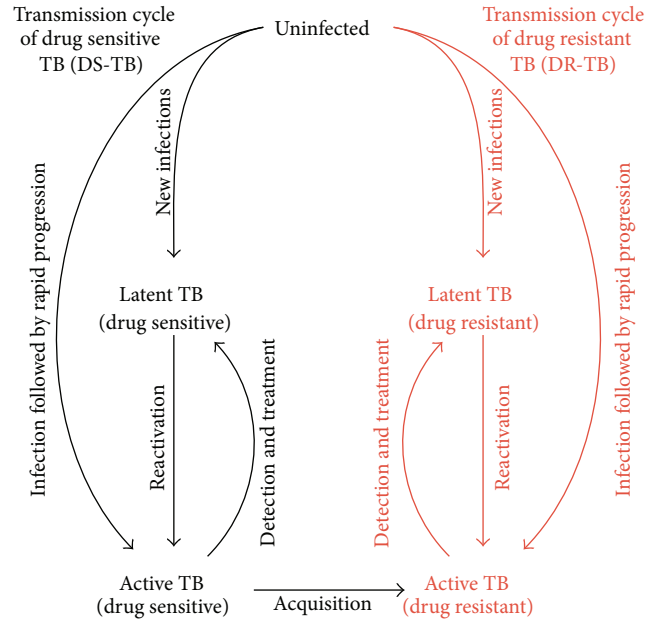 Transmission cycle
of drug sensitive
TB (DS-TB)
Uninfected
Transmission cycle
of drug resistant
TB (DR-TB)
New infections
New infections
Infection followed by rapid progression
Infection followed by rapid progression
Latent TB
(drug sensitive)
Latent TB
(drug resistant)
Reactivation
Detection and treatment
Detection and treatment
Reactivation
Active TB
(drug sensitive)
Acquisition
Active TB
(drug resistant)